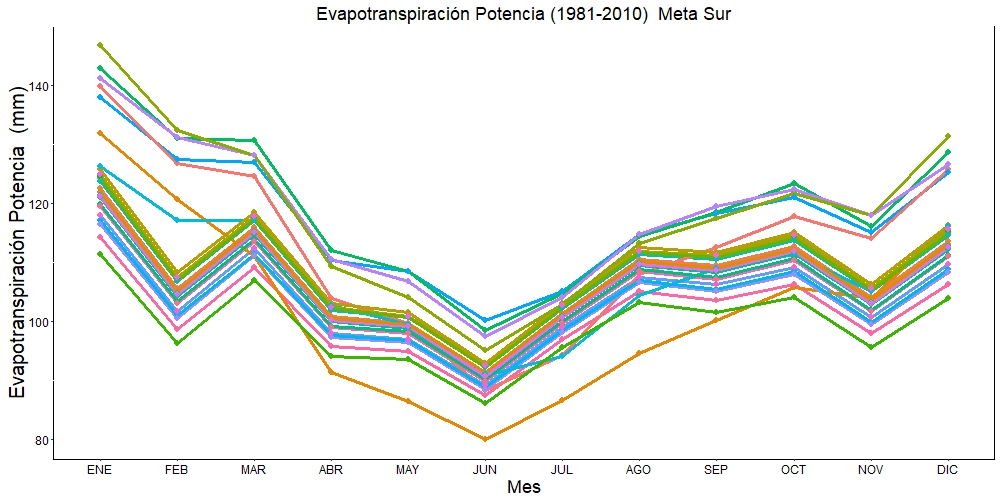 Evapotranspiración Potencia (1981-2010) Meta Sur
Evapotranspiración Potencia (mm)
140
120
100
80
ENE FEB MAR ABR MAY JUN JUL AGO SEP OCT NOV DIC
Mes